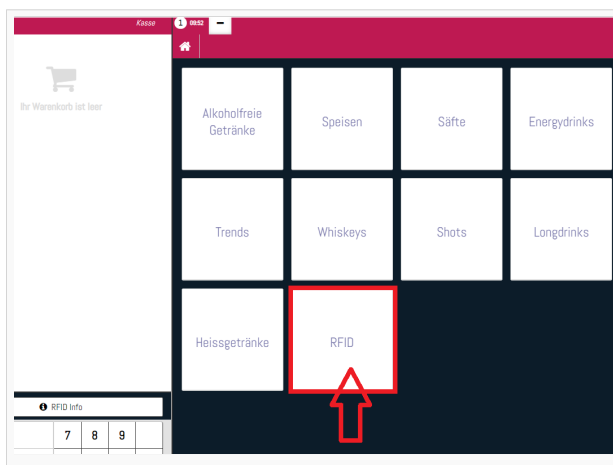 Kasse
1 09:52
Ihr Warenkorb ist leer
Alkoholfreie
Getränke
Speisen
Säfte
Energydrinks
Trends
Whiskeys
Shots
Longdrinks
Heissgetränke
RFID
RFID Info
7 8 9